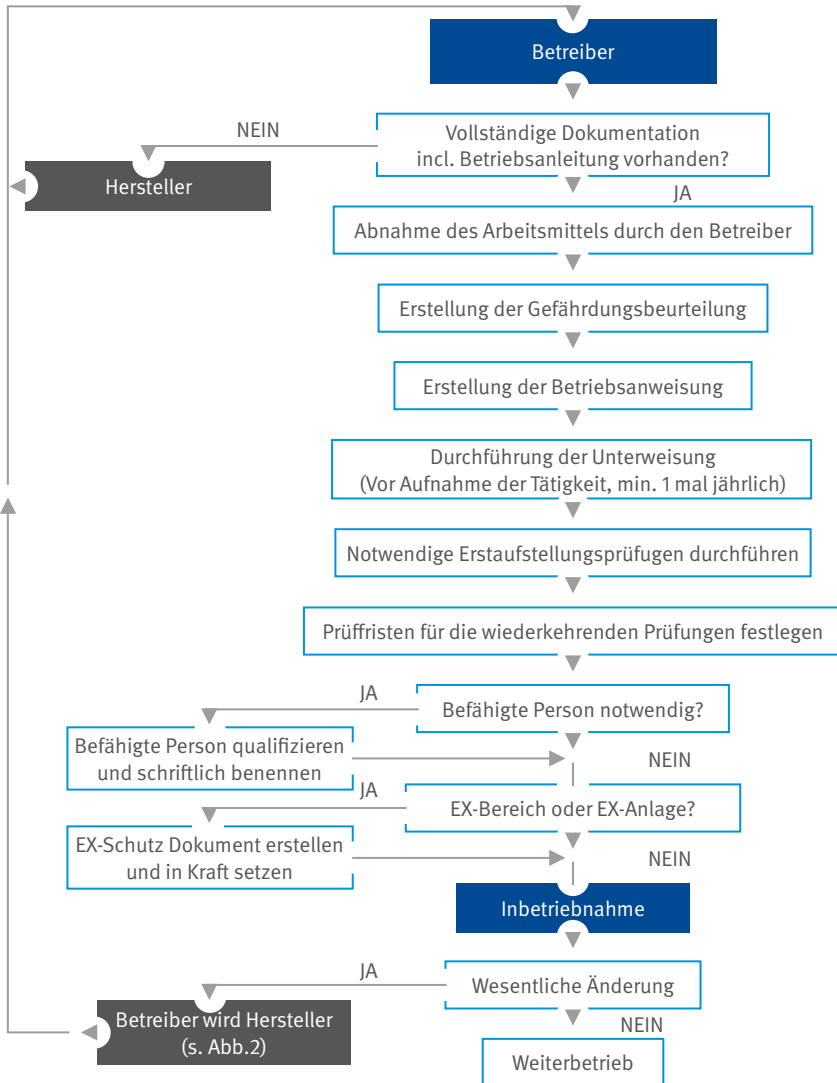 Betreiber
NEIN
Vollständige Dokumentation
incl. Betriebsanleitung vorhanden?
Hersteller
JA
Abnahme des Arbeitsmittels durch den Betreiber
Erstellung der Gefährdungsbeurteilung
Erstellung der Betriebsanweisung
Durchführung der Unterweisung
(Vor Aufnahme der Tätigkeit, min. 1 mal jährlich)
Notwendige Erstaufstellungsprüfugen durchführen
Prüffristen für die wiederkehrenden Prüfungen festlegen
JA
Befähigte Person notwendig?
Befähigte Person qualifizieren
und schriftlich benennen
NEIN
JA
EX-Bereich oder EX-Anlage?
EX-Schutz Dokument erstellen
und in Kraft setzen
NEIN
Inbetriebnahme
JA
Wesentliche Änderung
Betreiber wird Hersteller
(s. Abb.2)
NEIN
Weiterbetrieb